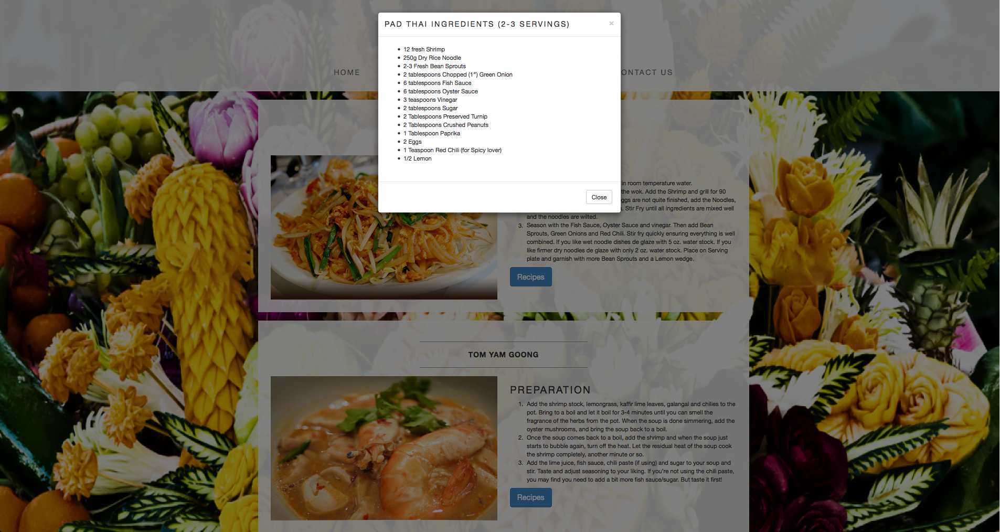 PAD THAI INGREDIENTS (2-3 SERVINGS)
×
12 fresh Shrimp
250g Dry Rice Noodle
2-3 Fresh Bean Sprouts
2 tablespoons Chopped (1″) Green Onion
6 tablespoons Fish Sauce
6 tablespoons Oyster Sauce
3 teaspoons Vinegar
2 tablespoons Sugar
2 Tablespoons Preserved Turnip
2 Tablespoons Crushed Peanuts
1 Tablespoon Paprika
2 Eggs
1 Teaspoon Red Chili (for Spicy lover)
1/2 Lemon
Close
HOME
ONTACT US
in room temperature water.
the wok. Add the Shrimp and grill for 90
ggs are not quite finished, add the Noodles,
. Stir Fry until all ingredients are mixed well
and the noodles are wilted.
3. Season with the Fish Sauce, Oyster Sauce and vinegar. Then add Bean
Sprouts, Green Onions and Red Chili. Stir fry quickly ensuring everything is well
combined. If you like wet noodle dishes de glaze with 5 oz. water stock. If you
like firmer dry noodles de glaze with only 2 oz. water stock. Place on Serving
plate and garnish with more Bean Sprouts and a Lemon wedge.
Recipes
TOM YAM GOONG
PREPARATION
1. Add the shrimp stock, lemongrass, kaffir lime leaves, galangal and chilies to the
pot. Bring to a boil and let it boil for 3-4 minutes until you can smell the
fragrance of the herbs from the pot. When the soup is done simmering, add the
oyster mushrooms, and bring the soup back to a boil.
2. Once the soup comes back to a boil, add the shrimp and when the soup just
starts to bubble again, turn off the heat. Let the residual heat of the soup cook
the shrimp completely, another minute or so.
3. Add the lime juice, fish sauce, chili paste (if using) and sugar to your soup and
stir. Taste and adjust seasoning to your liking. If you're not using the chili paste,
you may find you need to add a bit more fish sauce/sugar. But taste it first!
Recipes